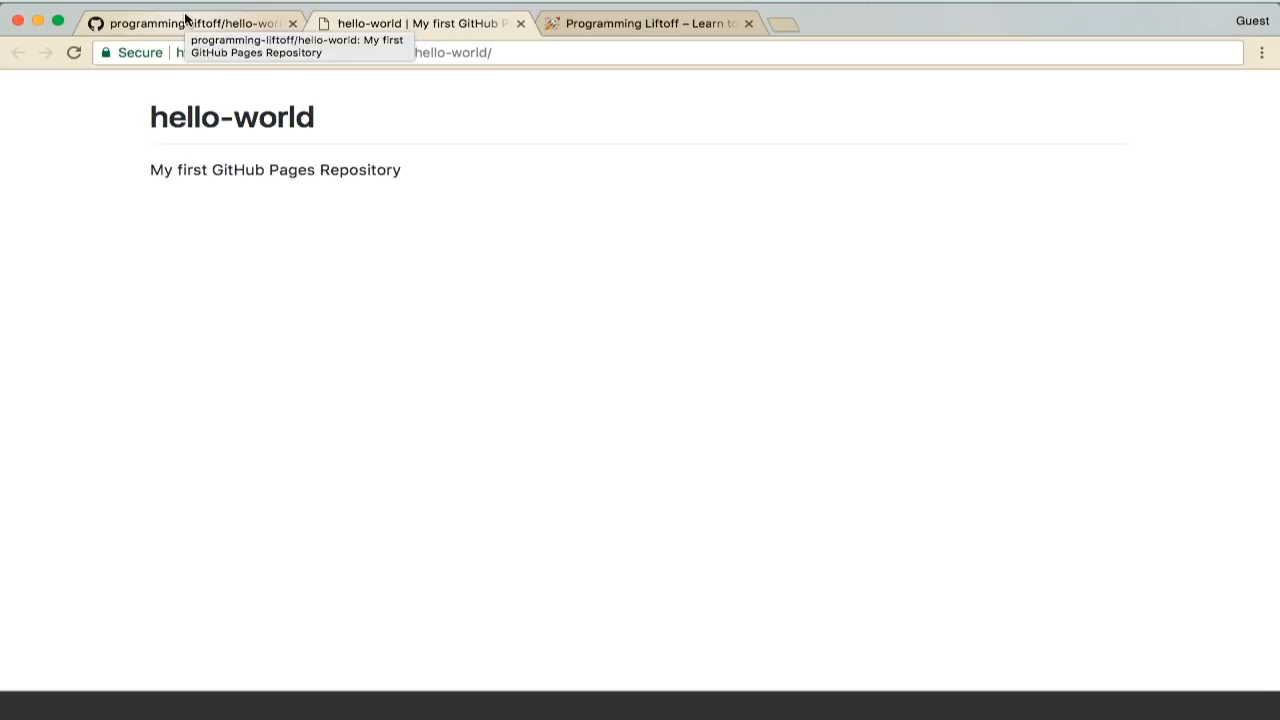 programming-liftoff/hello-wor
hello-world | My first GitHub P
Programming Liftoff – Learn to
Guest
Secure
h
hello-world/
programming-liftoff/hello-world: My first
GitHub Pages Repository
hello-world
My first GitHub Pages Repository